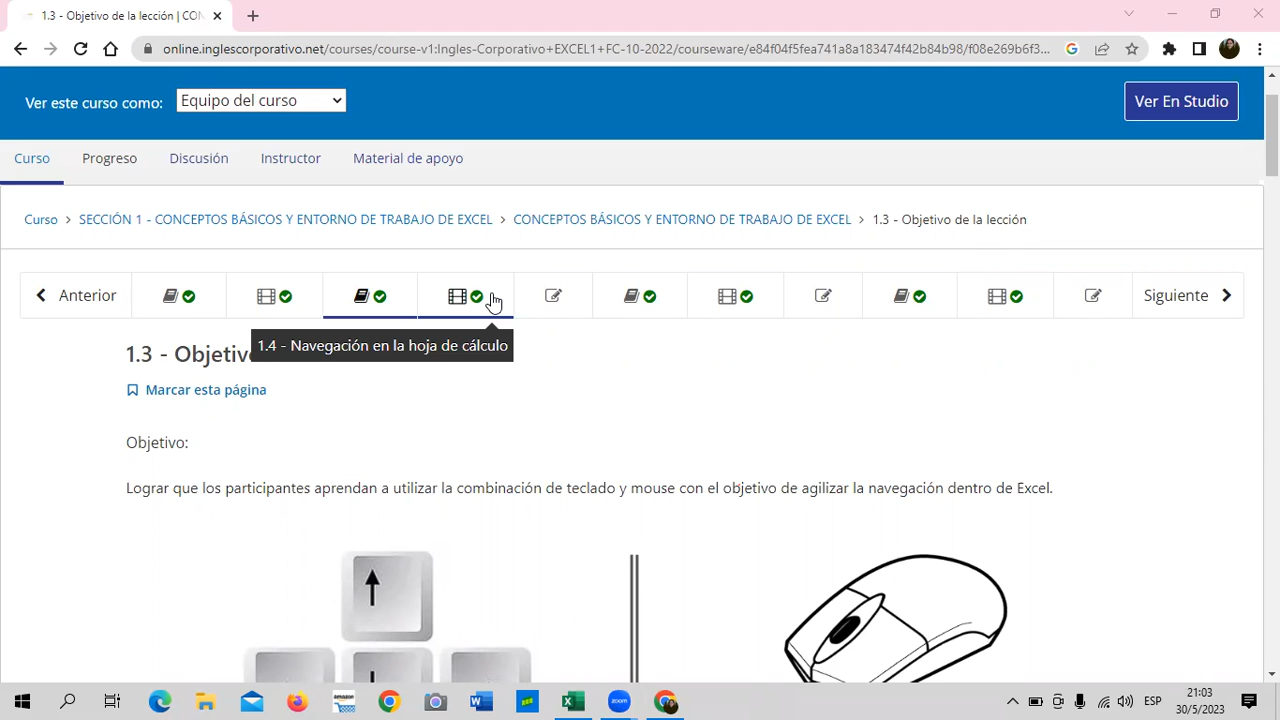 1.3 - Objetivo de la lección | CON
online.inglescorporativo.net/courses/course-v1:Ingles-Corporativo+EXCEL1+FC-10-2022/courseware/e84f04f5fea741a8a183474f42b84b98/f08e269b6f3...
Ver este curso como:
Equipo del curso
Ver En Studio
Curso
Progreso
Discusión
Instructor
Material de apoyo
Curso > SECCIÓN 1 - CONCEPTOS BÁSICOS Y ENTORNO DE TRABAJO DE EXCEL > CONCEPTOS BÁSICOS Y ENTORNO DE TRABAJO DE EXCEL > 1.3 - Objetivo de la lección
Anterior
Siguiente
1.4 - Navegación en la hoja de cálculo
1.3 - Objetivo
Marcar esta página
Objetivo:
Lograr que los participantes aprendan a utilizar la combinación de teclado y mouse con el objetivo de agilizar la navegación dentro de Excel.
amazon
zoom
ESP
21:03
30/5/2023